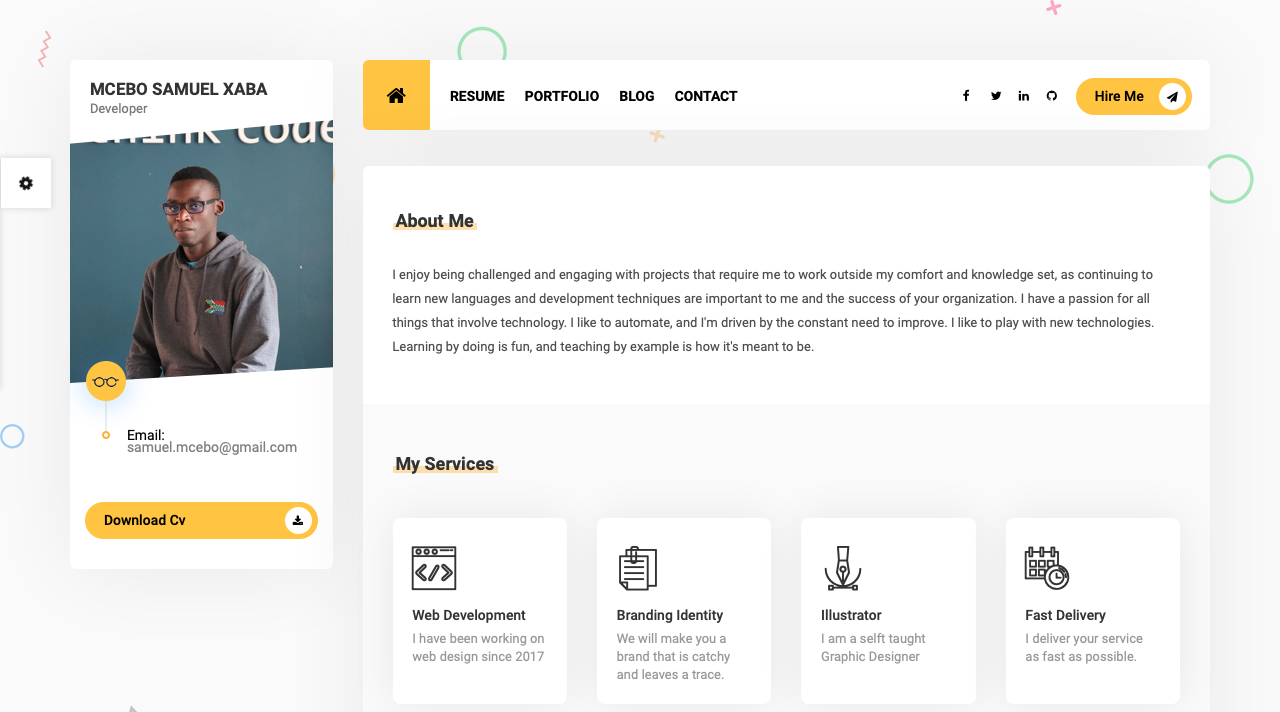 MCEBO SAMUEL XABA
Developer
RESUME PORTFOLIO BLOG CONTACT
Hire Me
Email:
samuel.mcebo@gmail.com
Download Cv
About Me
I enjoy being challenged and engaging with projects that require me to work outside my comfort and knowledge set, as continuing to
learn new languages and development techniques are important to me and the success of your organization. I have a passion for all
things that involve technology. I like to automate, and I'm driven by the constant need to improve. I like to play with new technologies.
Learning by doing is fun, and teaching by example is how it's meant to be.
My Services
Web Development
I have been working on
web design since 2017
Branding Identity
We will make you a
brand that is catchy
and leaves a trace.
Illustrator
I am a selft taught
Graphic Designer
Fast Delivery
I deliver your service
as fast as possible.